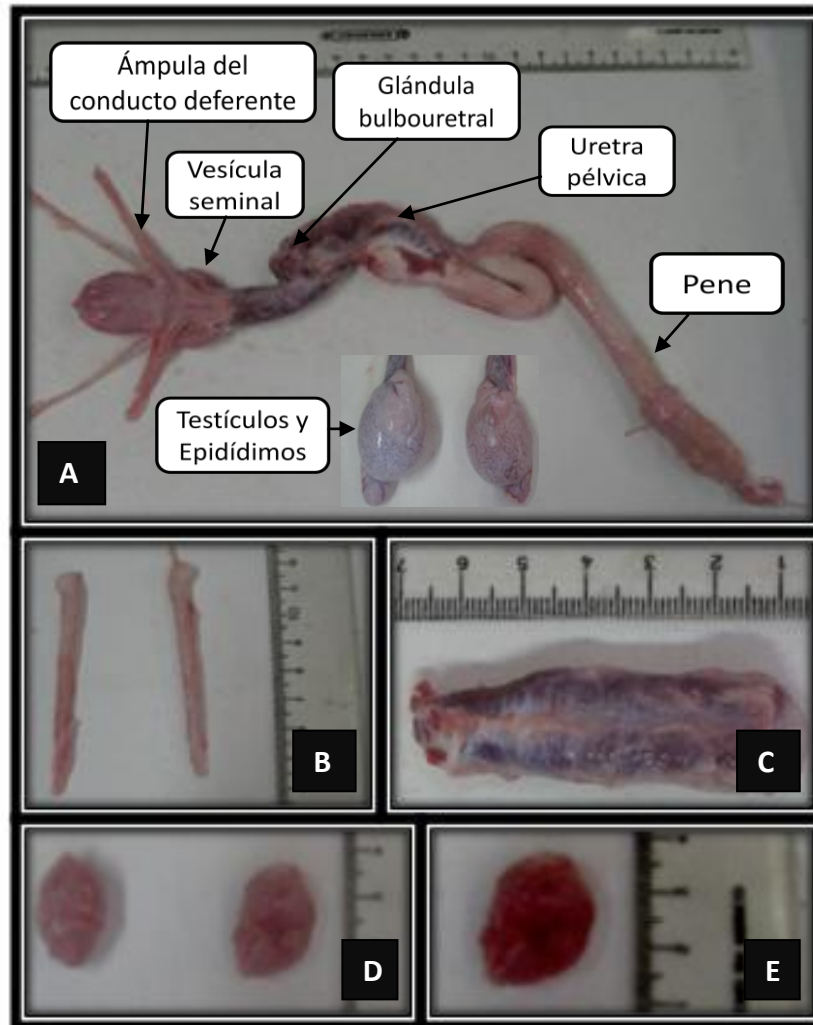 Ámpula del
conducto deferente
Glándula
bulbouretral
Uretra
pélvica
Vesícula
seminal
Pene
Testículos y
Epidídimos
A
B
7 6 5 4 3 2 1
C
D
E